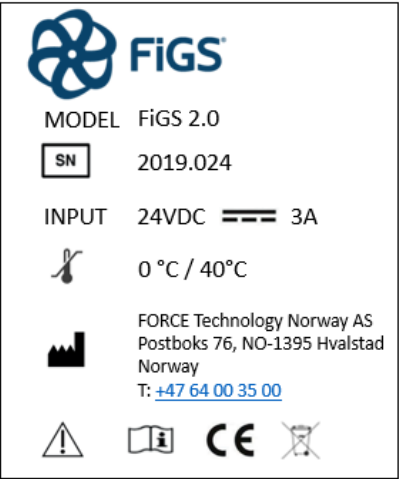 FiGS
MODEL FiGS 2.0
SN 2019.024
INPUT 24VDC 3A
0 °C / 40°C
FORCE Technology Norway AS
Postboks 76, NO-1395 Hvalstad
Norway
T: +47 64 00 35 00
i CE